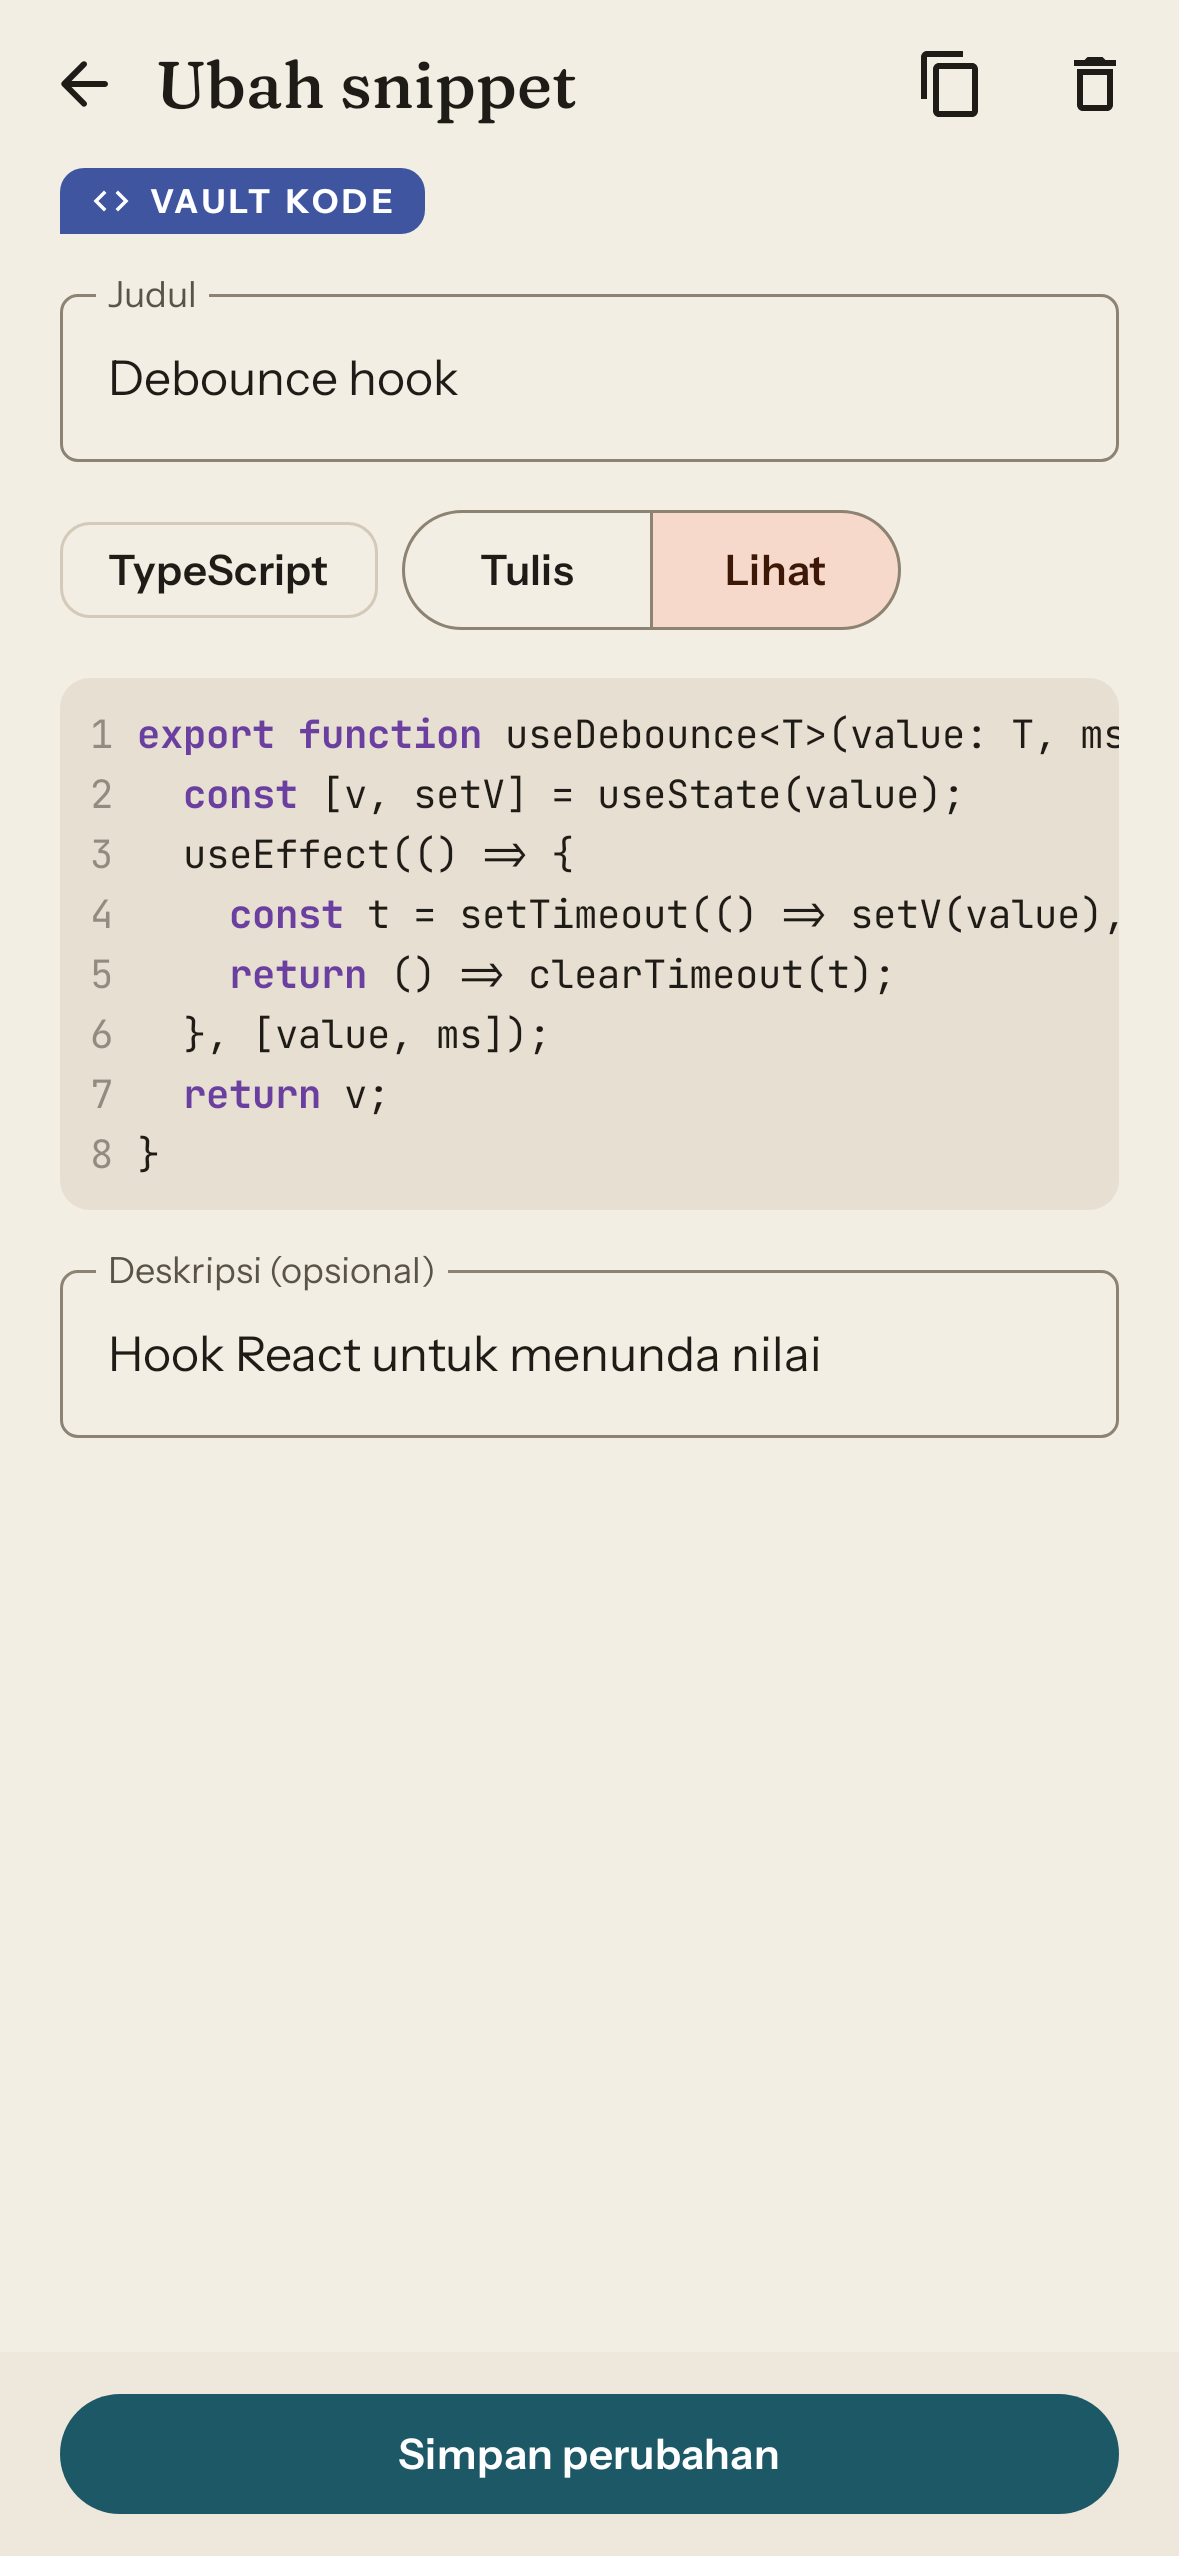 Ubah snippet
<> VAULT KODE
Judul
Debounce hook
TypeScript
Tulis
Lihat
1 export function useDebounce<T>(value: T, ms
2   const [v, setV] = useState(value);
3   useEffect(() => {
4     const t = setTimeout(() => setV(value),
5     return () => clearTimeout(t);
6   }, [value, ms]);
7   return v;
8 }
Deskripsi (opsional)
Hook React untuk menunda nilai
Simpan perubahan